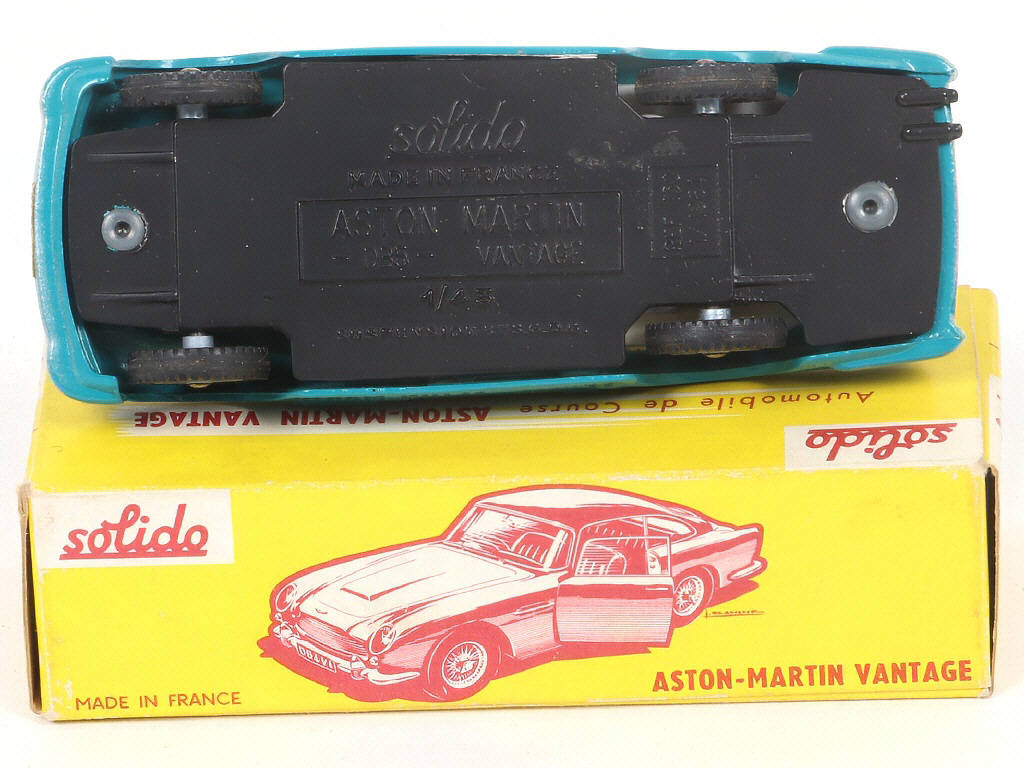 solido
MADE IN FRANCE
ASTON MARTIN
- DB5 - VANTAGE
1/43
Automobile de Course ASTON-MARTIN VANTAGE
solido
solido
DB4VI
MADE IN FRANCE
ASTON-MARTIN VANTAGE